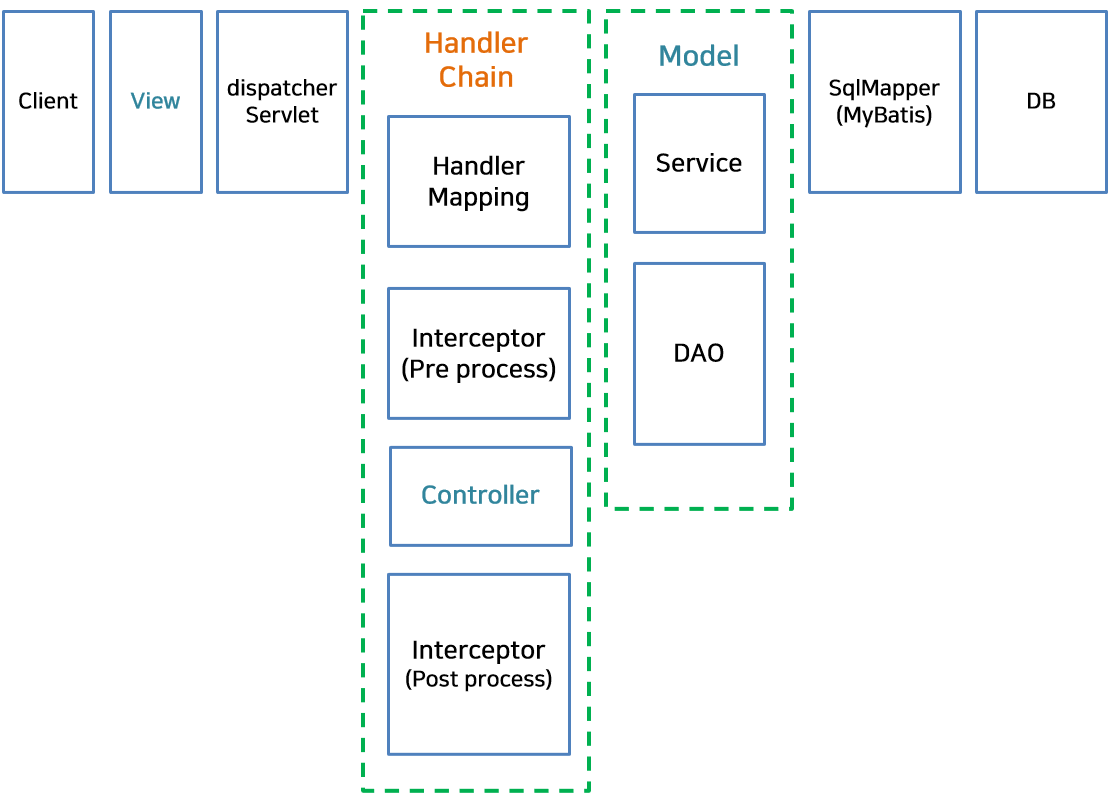 Client
View
dispatcher
Servlet
Handler
Chain
Handler
Mapping
Interceptor
(Pre process)
Controller
Interceptor
(Post process)
Model
Service
DAO
SqlMapper
(MyBatis)
DB